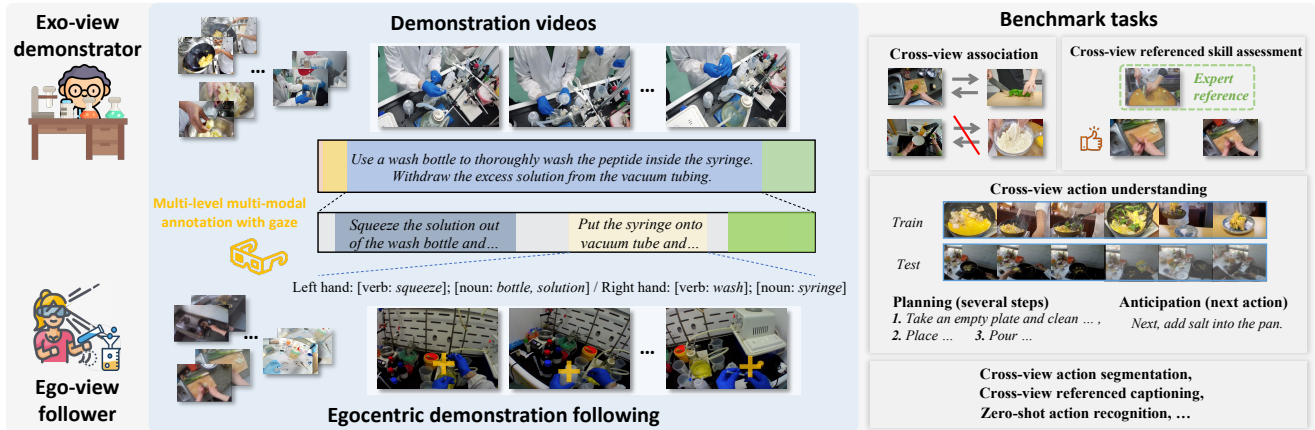 Exo-view
demonstrator
Ego-view
follower
Demonstration videos
...
...
Use a wash bottle to thoroughly wash the peptide inside the syringe.
Withdraw the excess solution from the vacuum tubing.
Multi-level multi-modal
annotation with gaze
Squeeze the solution out
of the wash bottle and…
Put the syringe onto
vacuum tube and…
Left hand: [verb: squeeze]; [noun: bottle, solution] / Right hand: [verb: wash]; [noun: syringe]
...
...
Egocentric demonstration following
Benchmark tasks
Cross-view association
Cross-view referenced skill assessment
Expert
reference
Cross-view action understanding
Train
Test
Planning (several steps)
1. Take an empty plate and clean … ,
2. Place … 3. Pour …
Anticipation (next action)
Next, add salt into the pan.
Cross-view action segmentation,
Cross-view referenced captioning,
Zero-shot action recognition, …